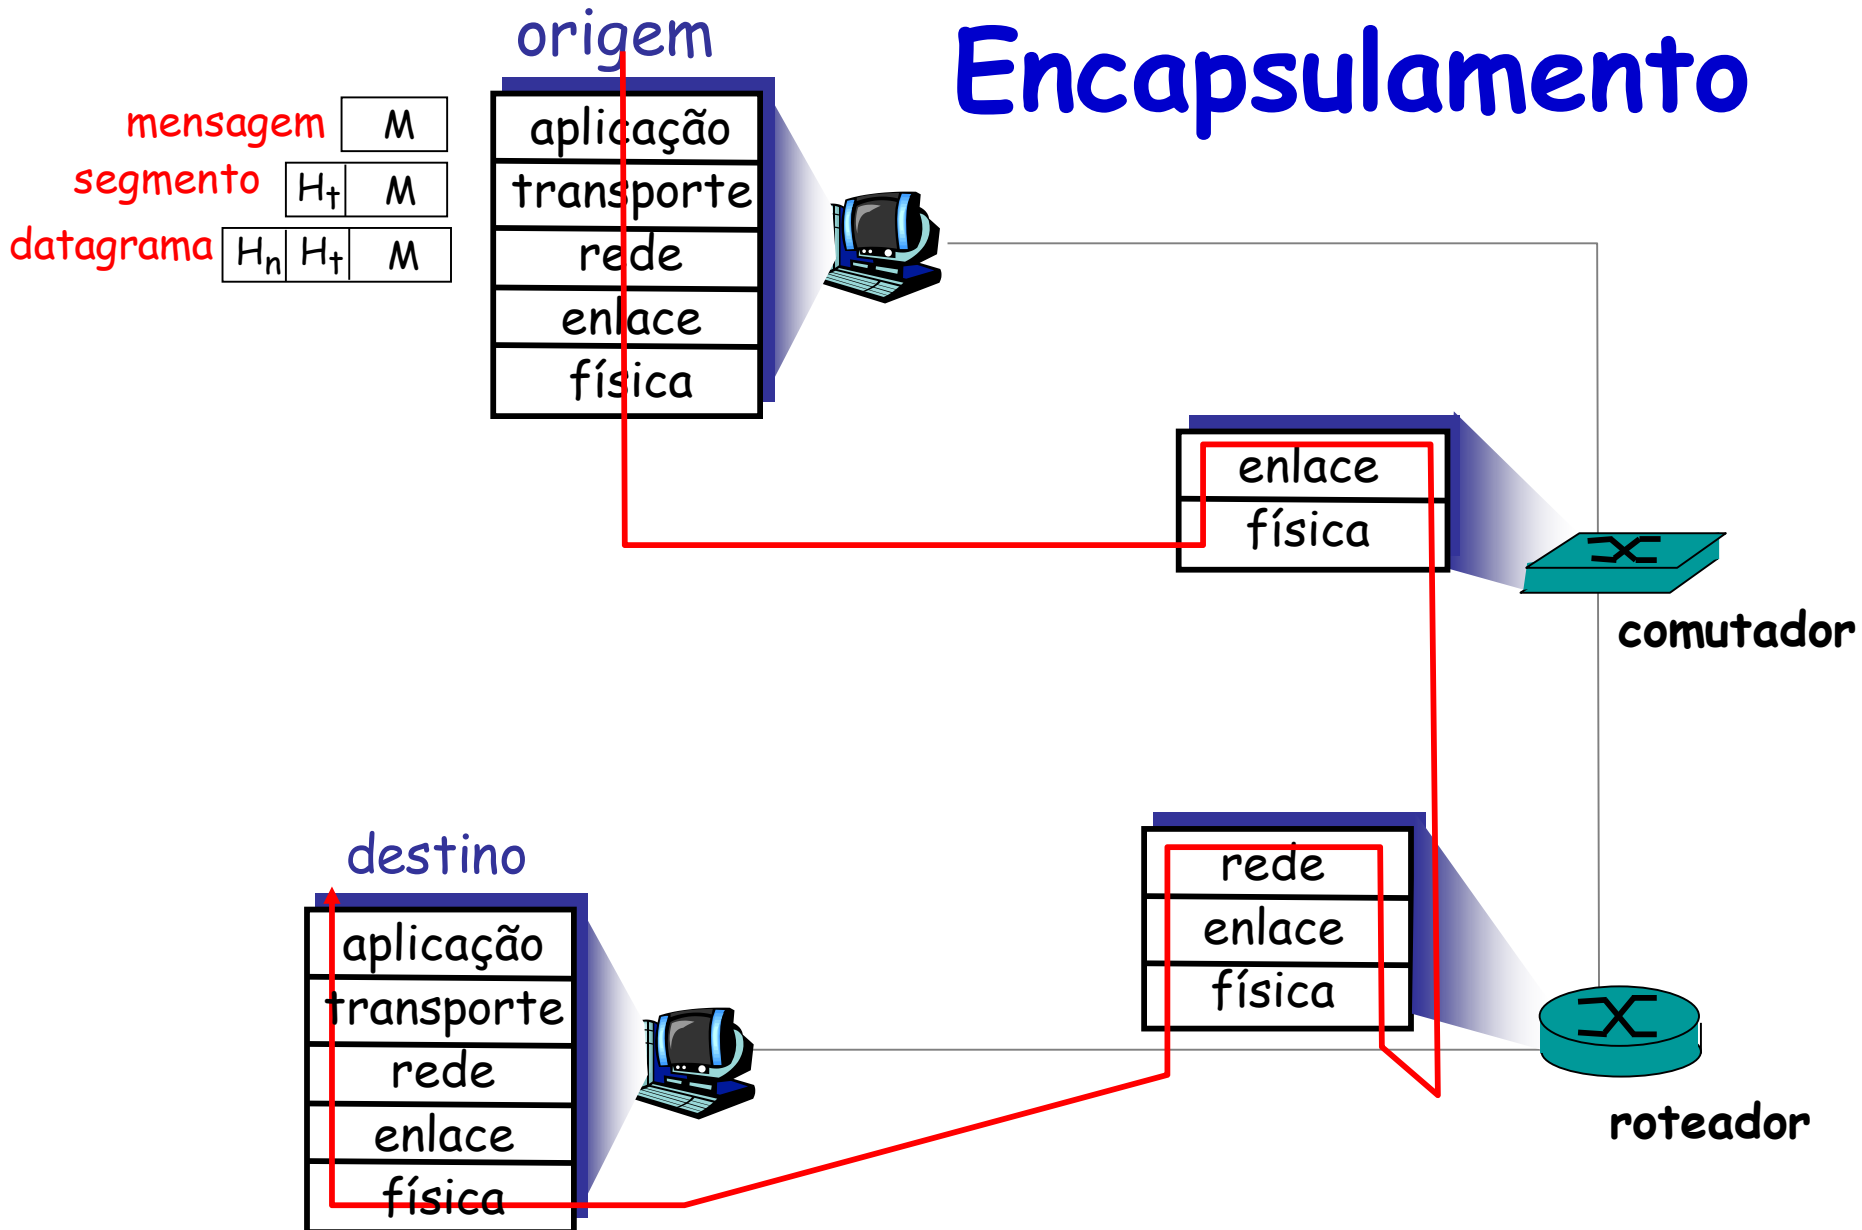 Encapsulamento
origem
mensagem M
segmento Ht M
datagrama Hn Ht M
aplicação
transporte
rede
enlace
física
enlace
física
comutador
rede
enlace
física
roteador
destino
aplicação
transporte
rede
enlace
física